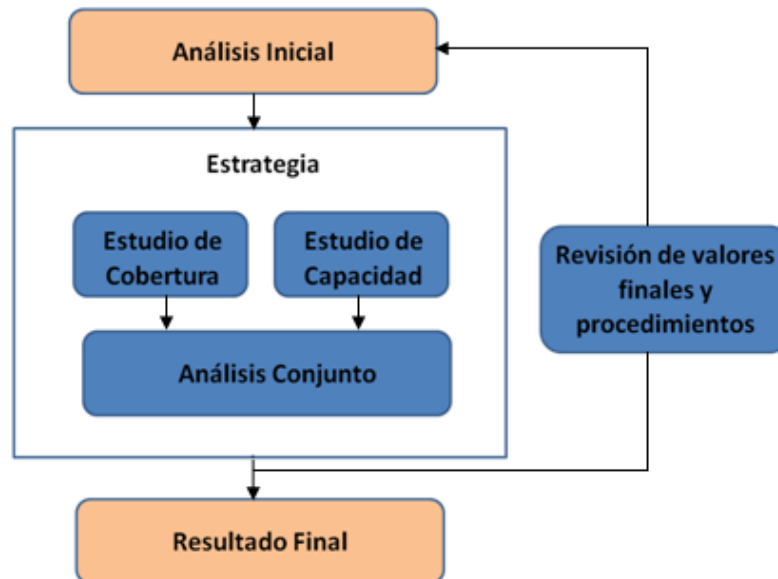 Análisis Inicial
Estrategia
Estudio de
Cobertura
Estudio de
Capacidad
Análisis Conjunto
Revisión de valores
finales y
procedimientos
Resultado Final